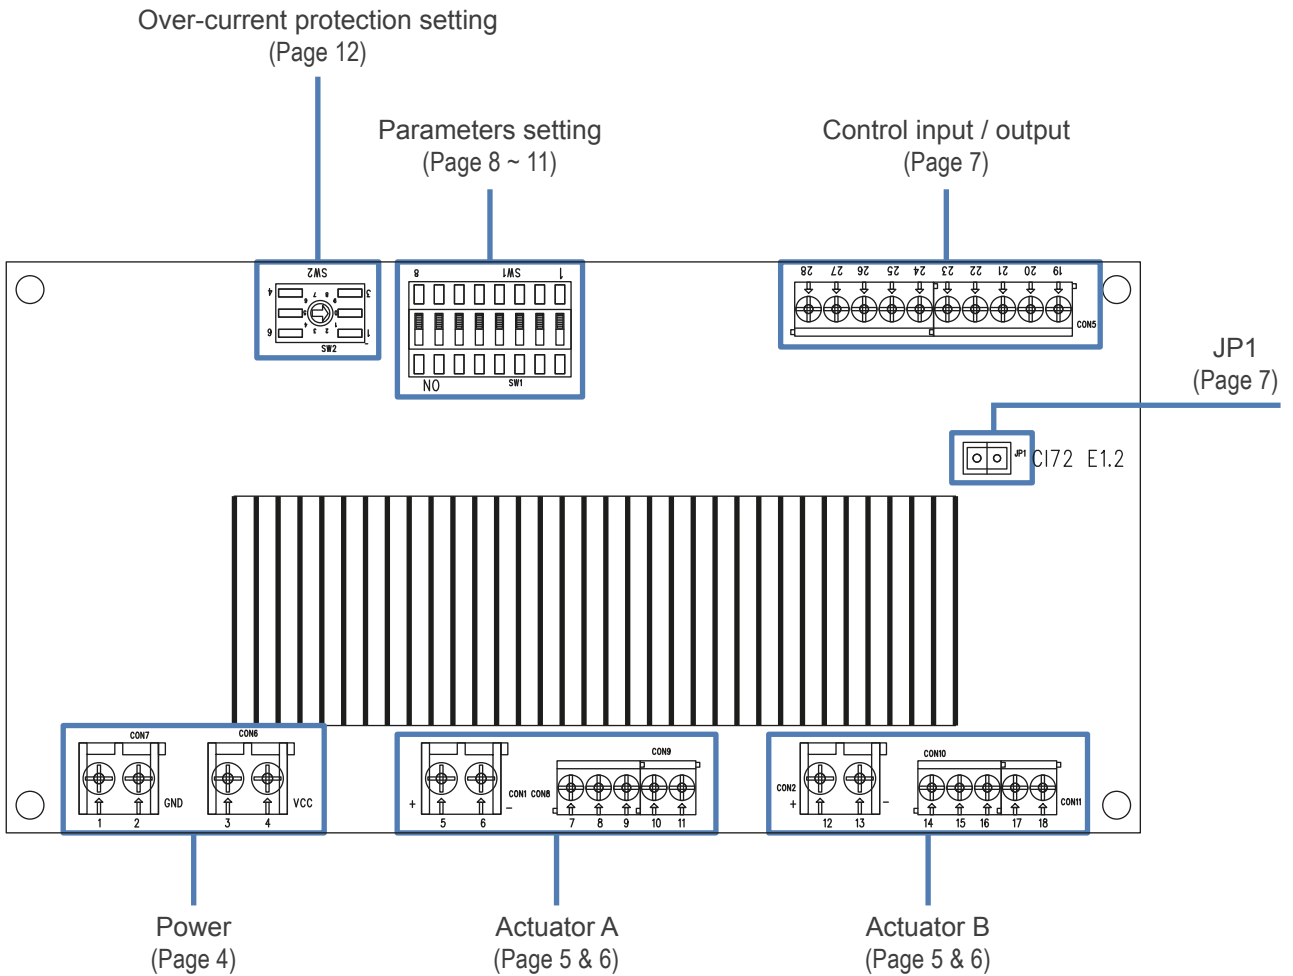 Over-current protection setting
(Page 12)
Parameters setting
(Page 8 ~ 11)
Control input / output
(Page 7)
JP1
(Page 7)
SW2
4 3
6 1
SW2
8 SW1 1
NO
SW1
28 27 26 25 24 23 22 21 20 19
CON5
JP1
CI72 E1.2
CON7
GND
1 2
CON6
VCC
3 4
CON1
+ -
5 6
CON8
CON9
7 8 9 10 11
CON2
+ -
12 13
CON10
CON11
14 15 16 17 18
Power
(Page 4)
Actuator A
(Page 5 & 6)
Actuator B
(Page 5 & 6)